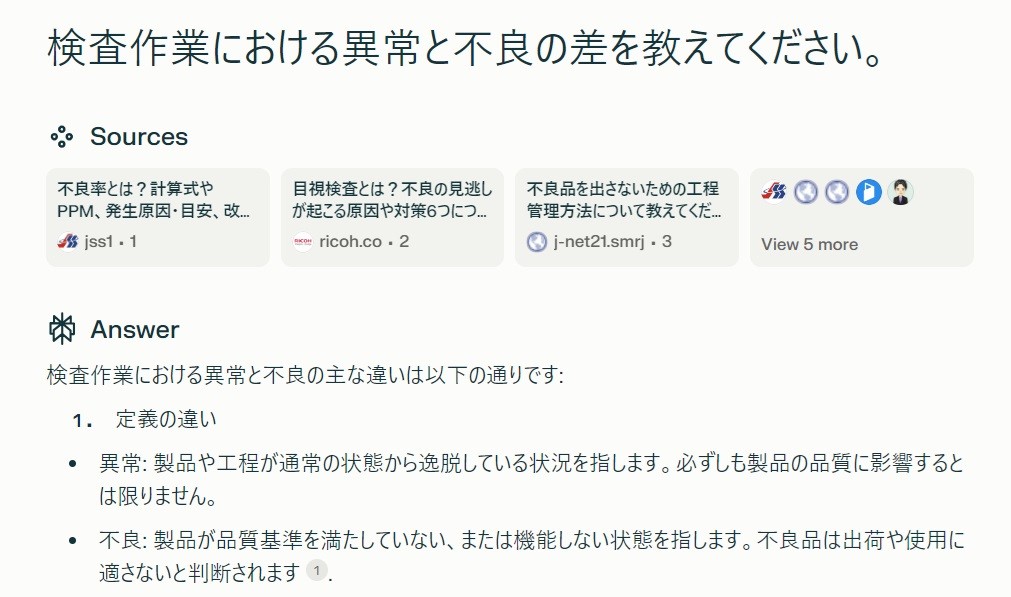 検査作業における異常と不良の差を教えてください。
Sources
不良率とは？計算式や
PPM、発生原因・目安、改...
jss1 · 1
目視検査とは？不良の見逃し
が起こる原因や対策6つにつ...
RICOH
ricoh.co · 2
不良品を出さないための工程
管理方法について教えてくだ...
j-net21.smrj · 3
View 5 more
Answer
検査作業における異常と不良の主な違いは以下の通りです:
1. 定義の違い
• 異常: 製品や工程が通常の状態から逸脱している状況を指します。必ずしも製品の品質に影響すると
は限りません。
• 不良: 製品が品質基準を満たしていない、または機能しない状態を指します。不良品は出荷や使用に
適さないと判断されます 1 .